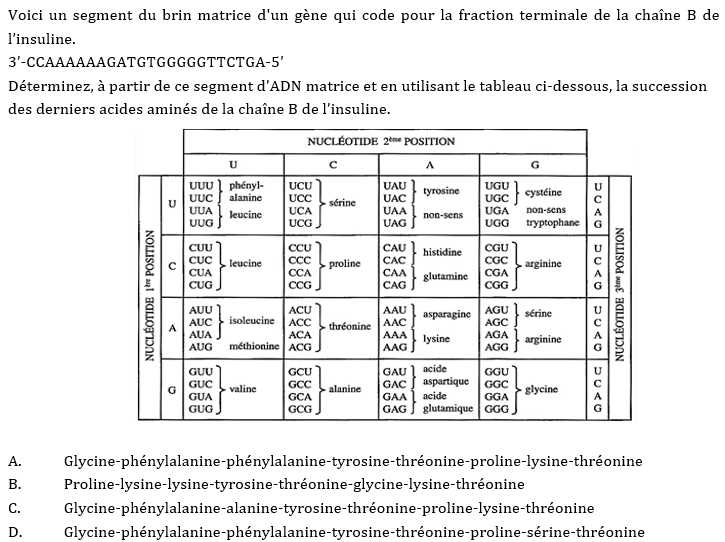 Voici un segment du brin matrice d'un gène qui code pour la fraction terminale de la chaîne B de
l'insuline.
3'-CCAAAAAAGATGTGGGGGTTCTGA-5'
Déterminez, à partir de ce segment d'ADN matrice et en utilisant le tableau ci-dessous, la succession
des derniers acides aminés de la chaîne B de l'insuline.
NUCLÉOTIDE 2ème POSITION
U C A G
NUCLÉOTIDE 1ère POSITION
NUCLÉOTIDE 3ème POSITION
U
UUU phényl- UCU UAU UGU U
UUC alanine UCC sérine UAC tyrosine UGC cystéine C
UUA leucine UCA UAA non-sens UGA non-sens A
UUG UCG UAG UGG tryptophane G
C
CUU CCU CAU histidine CGU U
CUC leucine CCC proline CAC CGC arginine C
CUA CCA CAA glutamine CGA A
CUG CCG CAG CGG G
A
AUU ACU AAU asparagine AGU sérine U
AUC isoleucine ACC thréonine AAC AGC C
AUA ACA AAA lysine AGA arginine A
AUG méthionine ACG AAG AGG G
G
GUU GCU GAU acide GGU U
GUC valine GCC alanine GAC aspartique GGC glycine C
GUA GCA GAA acide GGA A
GUG GCG GAG glutamique GGG G
A. Glycine-phénylalanine-phénylalanine-tyrosine-thréonine-proline-lysine-thréonine
B. Proline-lysine-lysine-tyrosine-thréonine-glycine-lysine-thréonine
C. Glycine-phénylalanine-alanine-tyrosine-thréonine-proline-lysine-thréonine
D. Glycine-phénylalanine-phénylalanine-tyrosine-thréonine-proline-sérine-thréonine